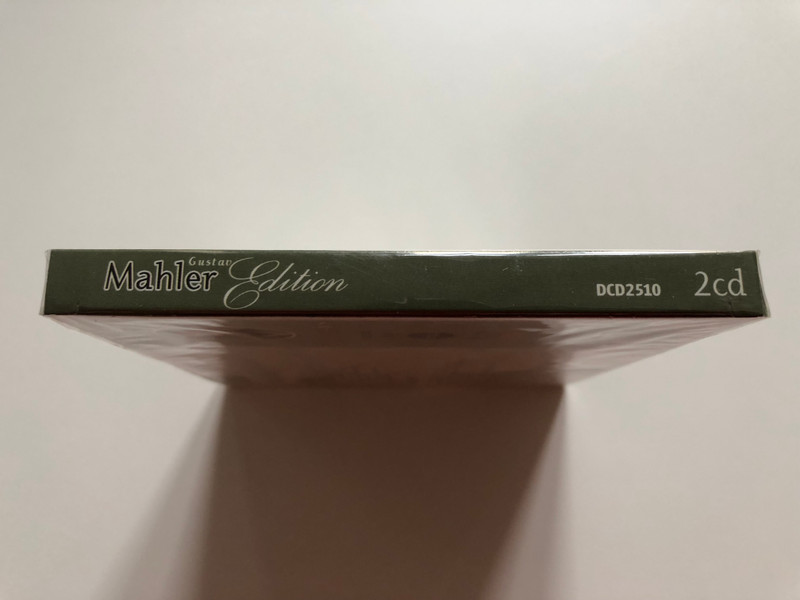 Gustav
Mahler Edition
DCD2510
2cd